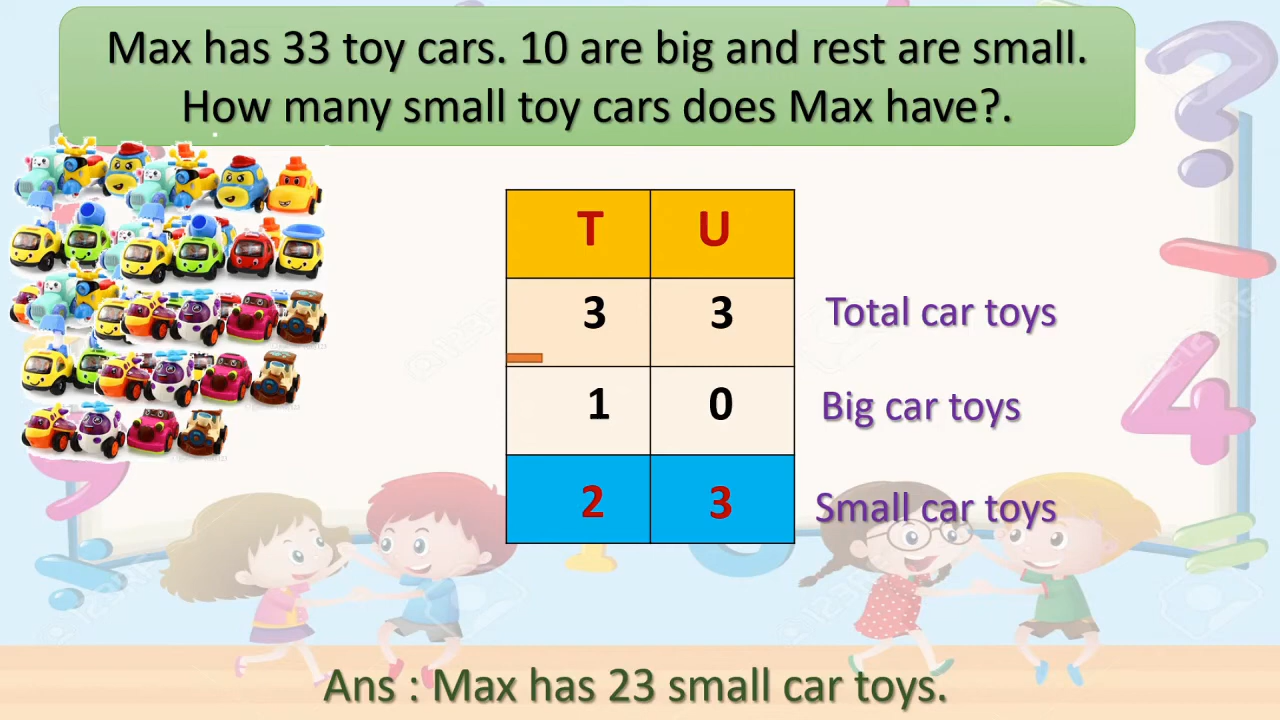 Max has 33 toy cars. 10 are big and rest are small.
How many small toy cars does Max have?.
T U
3 3 Total car toys
1 0 Big car toys
2 3 Small car toys
Ans : Max has 23 small car toys.